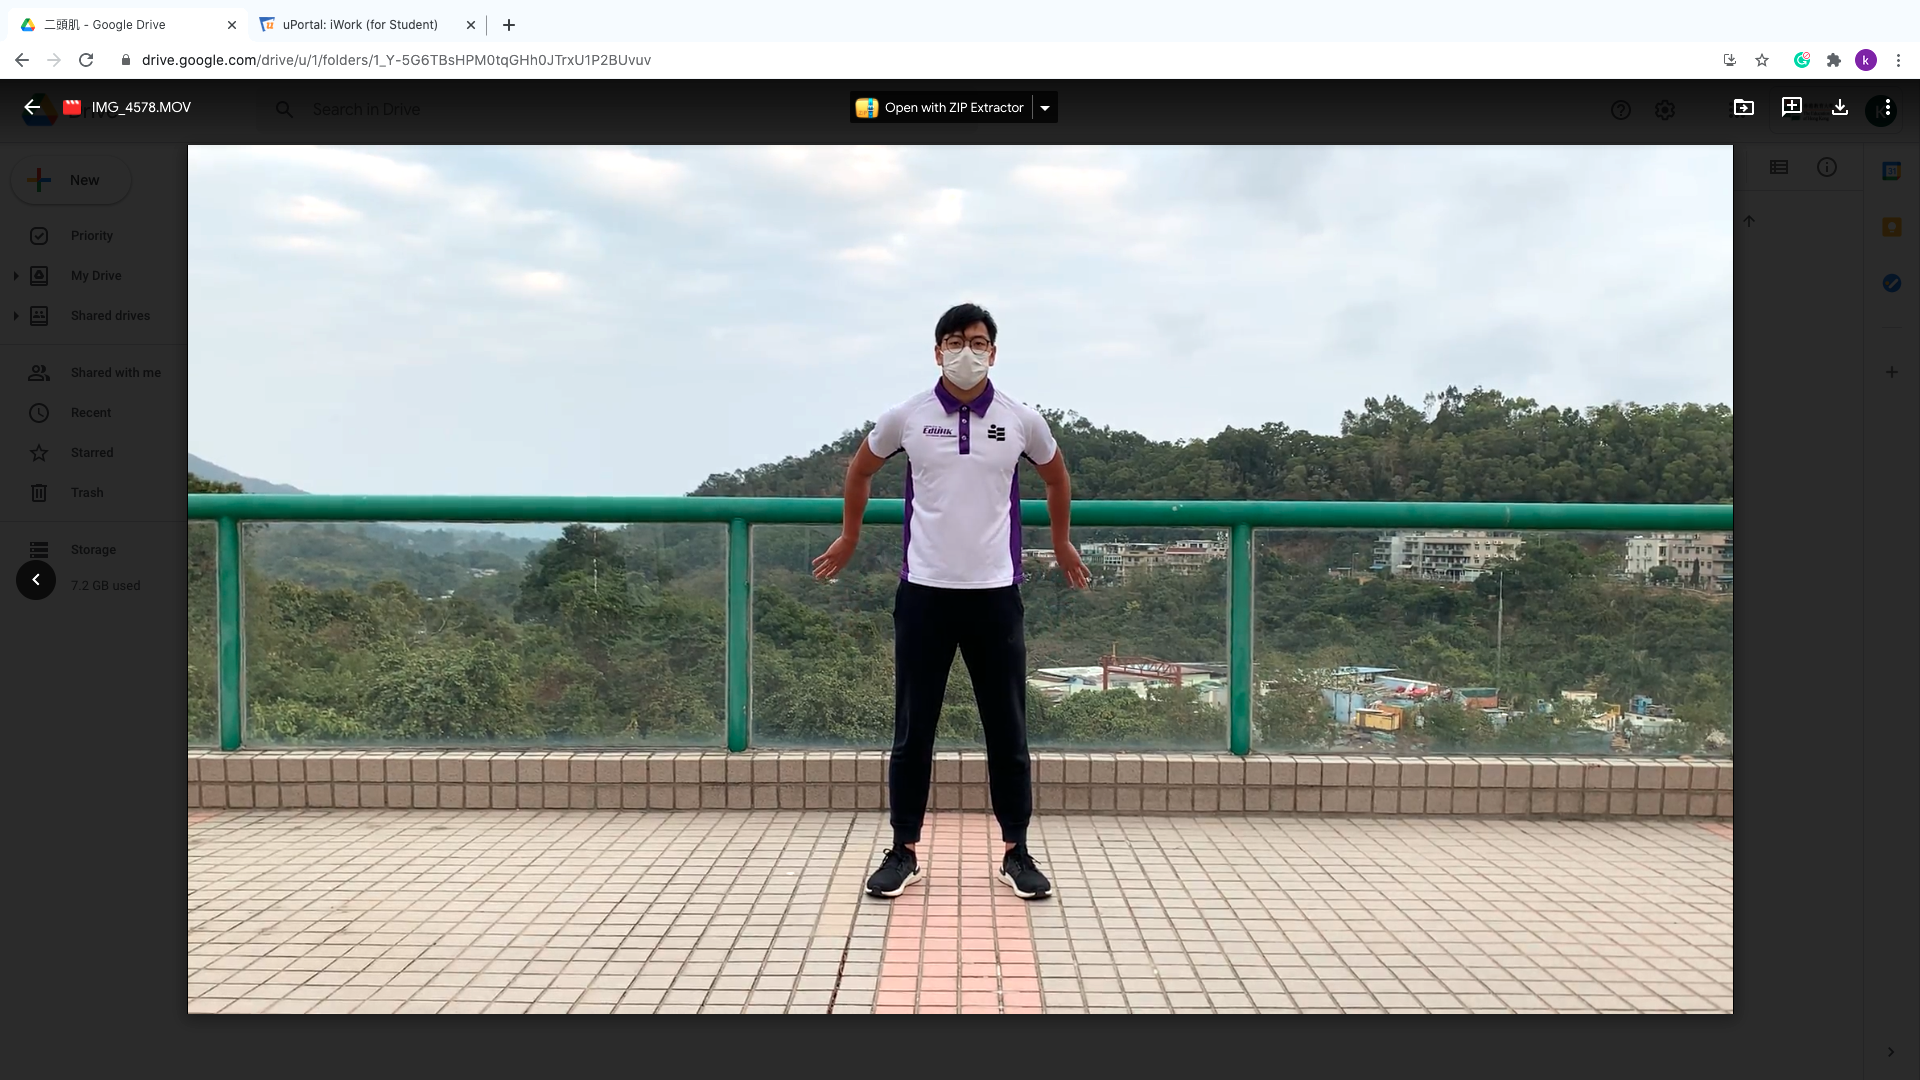 二頭肌 - Google Drive
uPortal: iWork (for Student)
drive.google.com/drive/u/1/folders/1_Y-5G6TBsHPM0tqGHh0JTrxU1P2BUvuv
k
IMG_4578.MOV
Search in Drive
Open with ZIP Extractor
New
Priority
My Drive
Shared drives
Shared with me
Recent
Starred
Trash
Storage
7.2 GB used
EdUHK
31